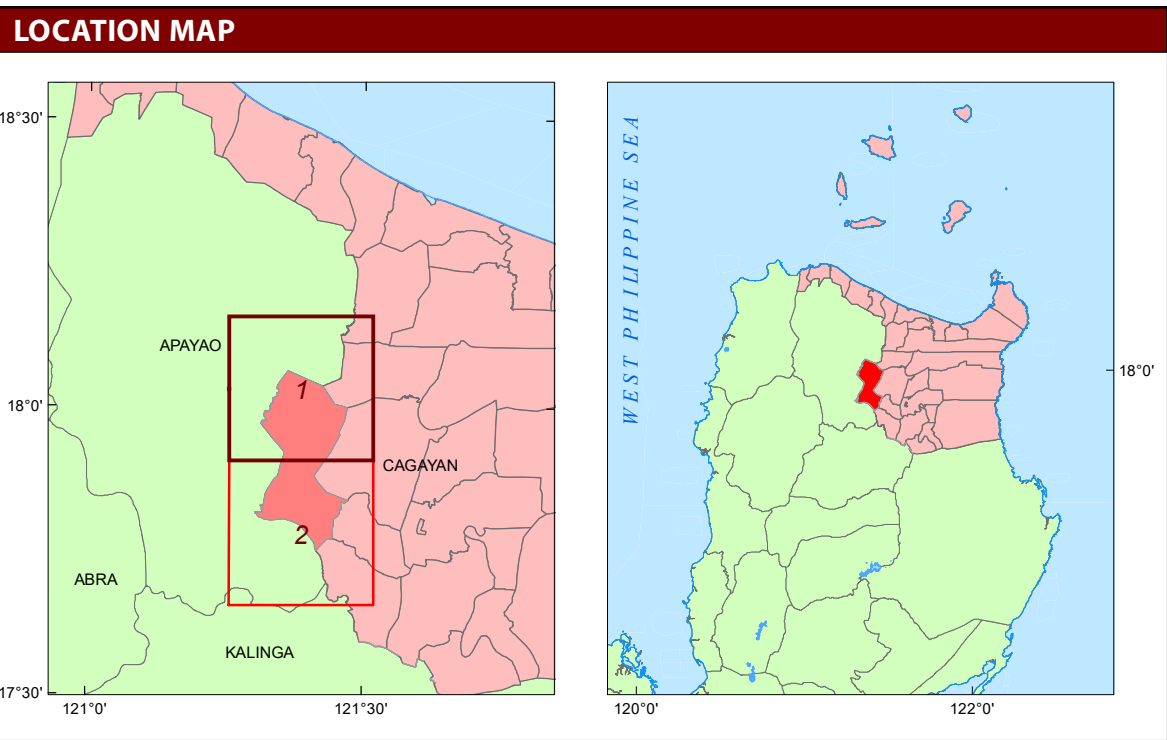 LOCATION MAP
18°30'
APAYAO
1
18°0'
CAGAYAN
2
ABRA
KALINGA
17°30'
121°0'
121°30'
WEST PHILIPPINE SEA
18°0'
120°0'
122°0'